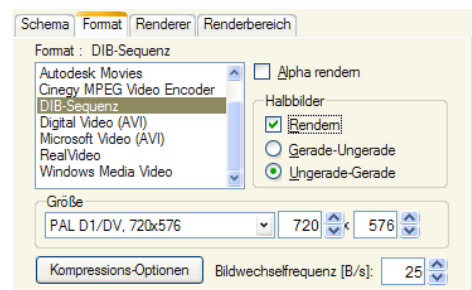 Schema Format Renderer Renderbereich
Format : DIB-Sequenz
Autodesk Movies
Cinegy MPEG Video Encoder
DIB-Sequenz
Digital Video (AVI)
Microsoft Video (AVI)
RealVideo
Windows Media Video
Alpha rendern
Halbbilder
Rendern
Gerade-Ungerade
Ungerade-Gerade
Größe
PAL D1/DV, 720x576 720 x 576
Kompressions-Optionen Bildwechselfrequenz [B/s]: 25